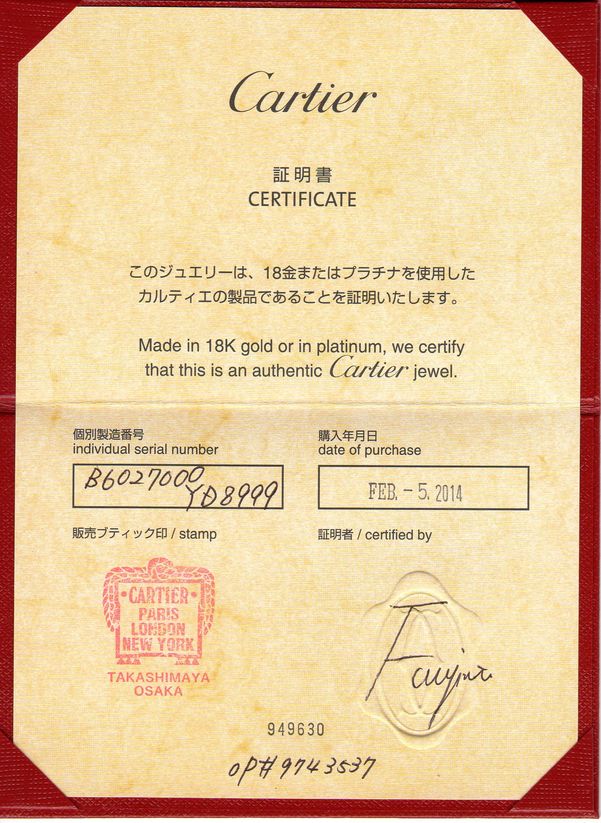 Cartier
証明書
CERTIFICATE
このジュエリーは、18金またはプラチナを使用した
カルティエの製品であることを証明いたします。
Made in 18K gold or in platinum, we certify
that this is an authentic Cartier jewel.
個別製造番号
individual serial number
B6027000
YD8999
購入年月日
date of purchase
FEB. - 5. 2014
販売ブティック印 / stamp
証明者 / certified by
CARTIER
PARIS
LONDON
NEW YORK
TAKASHIMAYA
OSAKA
949630
OP#9743537